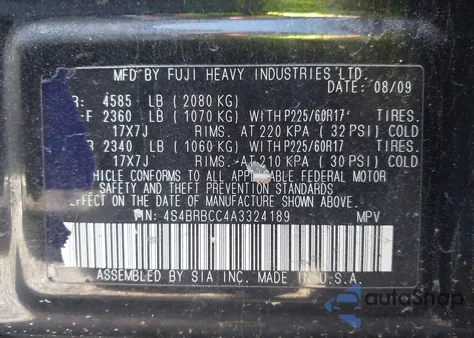 MFD BY FUJI HEAVY INDUSTRIES LTD.
DATE: 08/09
R: 4585 LB ( 2080 KG)
F 2360 LB ( 1070 KG) WITH P225/60R17 TIRES.
17X7J RIMS. AT 220 KPA ( 32 PSI) COLD
R: 2340 LB ( 1060 KG) WITH P225/60R17 TIRES.
17X7J RIMS. AT 210 KPA ( 30 PSI) COLD
VEHICLE CONFORMS TO ALL APPLICABLE FEDERAL MOTOR
SAFETY AND THEFT PREVENTION STANDARDS
ON THE DATE OF MANUFACTURE SHOWN ABOVE.
IN: 4S4BRBCC4A3324189 MPV
ASSEMBLED BY SIA INC. MADE IN U.S.A.
autoSnap